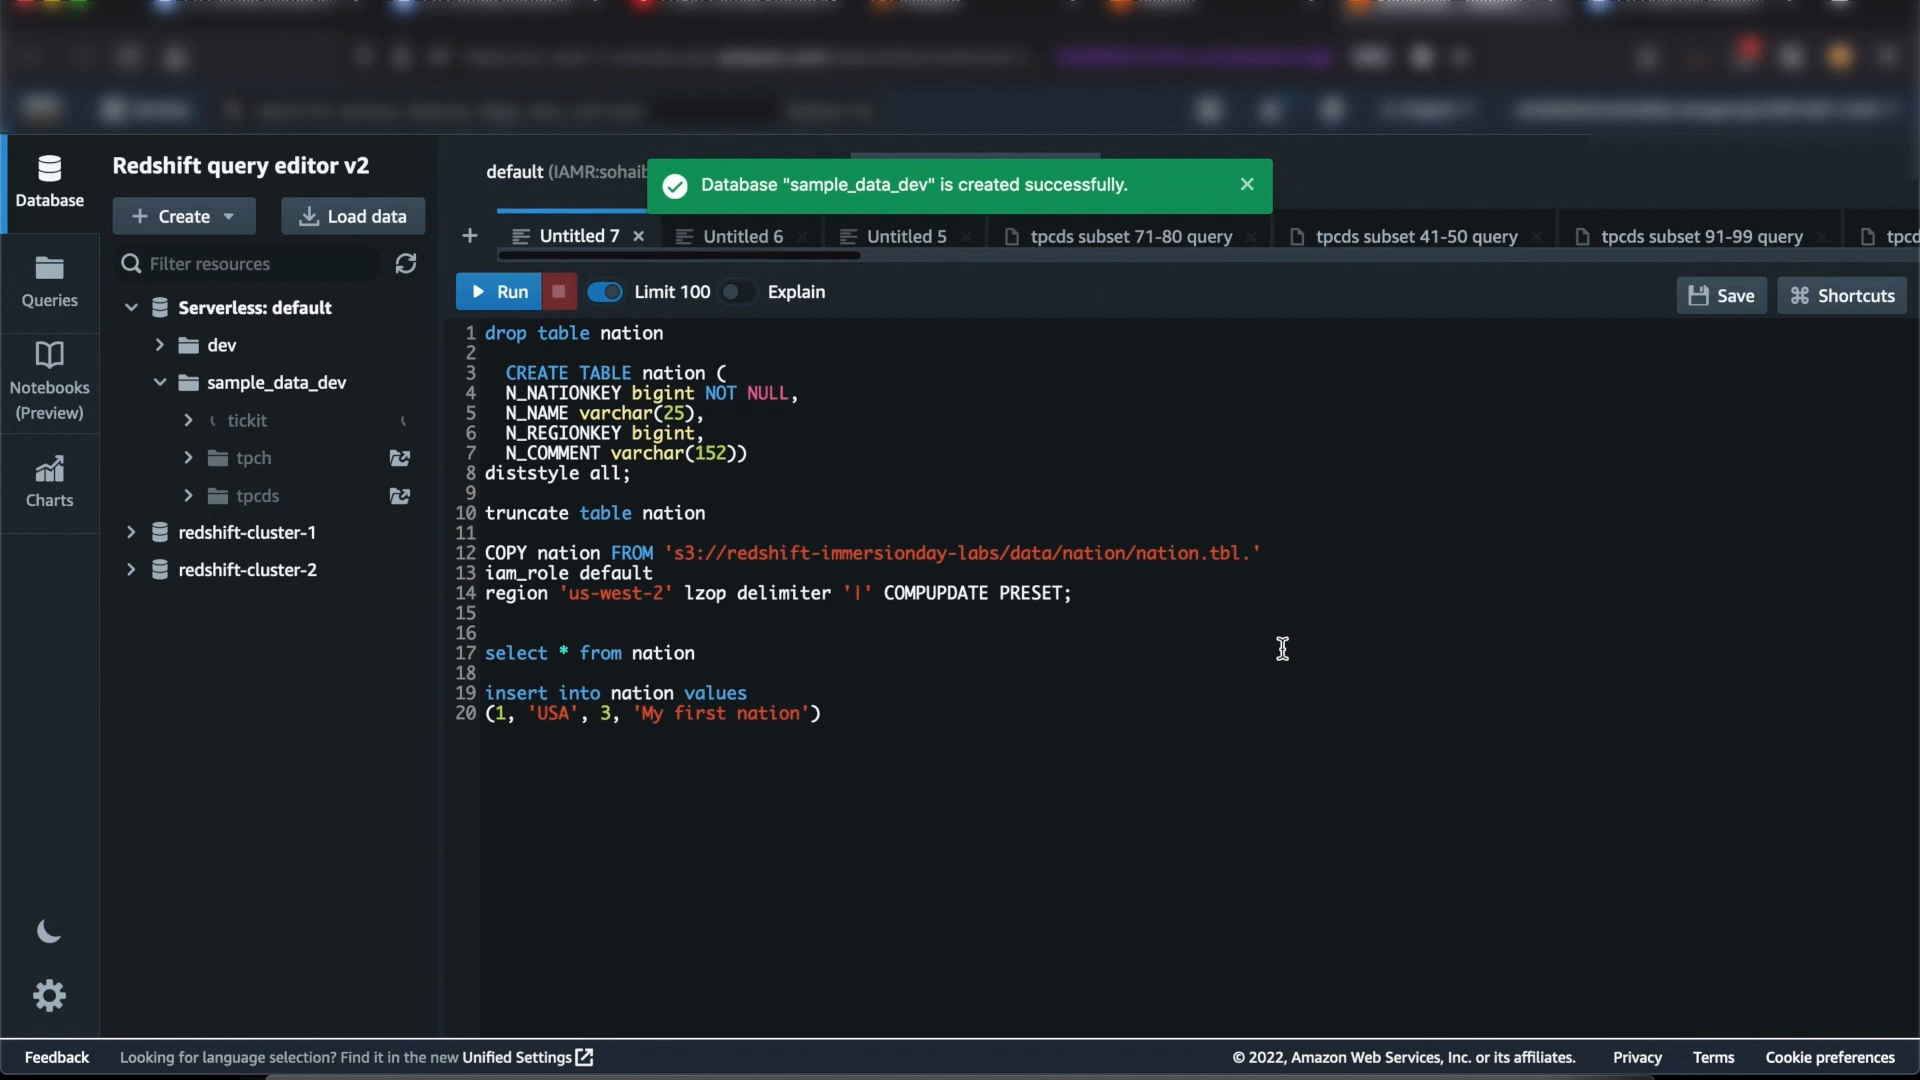 Redshift query editor v2
Database
Create
Load data
Filter resources
Queries
Notebooks
(Preview)
Charts
Serverless: default
dev
sample_data_dev
tickit
tpch
tpcds
redshift-cluster-1
redshift-cluster-2
default (IAMR:sohaib
Database "sample_data_dev" is created successfully.
Untitled 7
Untitled 6
Untitled 5
tpcds subset 71-80 query
tpcds subset 41-50 query
tpcds subset 91-99 query
tpcd
Run
Limit 100
Explain
Save
Shortcuts
1 drop table nation
2
3 CREATE TABLE nation (
4 N_NATIONKEY bigint NOT NULL,
5 N_NAME varchar(25),
6 N_REGIONKEY bigint,
7 N_COMMENT varchar(152))
8 diststyle all;
9
10 truncate table nation
11
12 COPY nation FROM 's3://redshift-immersionday-labs/data/nation/nation.tbl.'
13 iam_role default
14 region 'us-west-2' lzop delimiter '|' COMPUPDATE PRESET;
15
16
17 select * from nation
18
19 insert into nation values
20 (1, 'USA', 3, 'My first nation')
Feedback
Looking for language selection? Find it in the new Unified Settings
© 2022, Amazon Web Services, Inc. or its affiliates.
Privacy
Terms
Cookie preferences